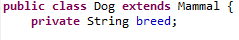 public class Dog extends Mammal {
    private String breed;